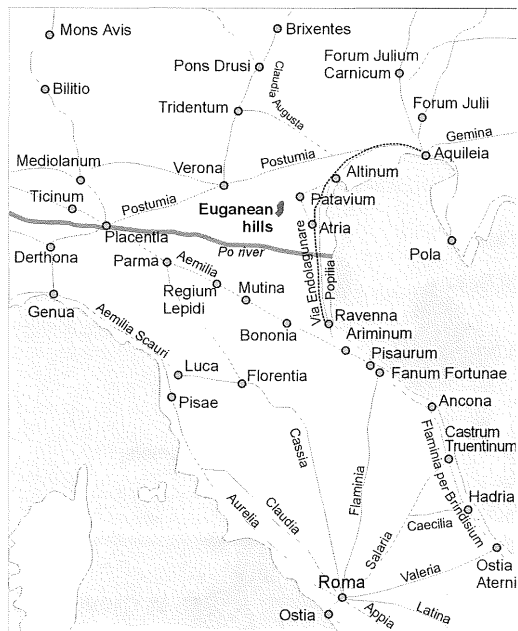 Mons Avis
Brixentes
Pons Drusi
Forum Julium
Carnicum
Bilitio
Claudia
Augusta
Tridentum
Forum Julii
Gemina
Mediolanum
Verona
Postumia
Aquileia
Altinum
Ticinum
Postumia
Patavium
Euganean
hills
Placentia
Atria
Pola
Derthona
Po river
Parma
Aemilia
Via Endolagunare
Popilia
Regium
Lepidi
Mutina
Genua
Aemilia Scauri
Bononia
Ravenna
Ariminum
Pisaurum
Fanum Fortunae
Luca
Florentia
Pisae
Ancona
Castrum
Truentinum
Cassia
Flaminia
Flaminia per Brindisium
Hadria
Aurelia
Claudia
Salaria
Caecilia
Ostia
Aterni
Valeria
Roma
Ostia
Appia
Latina